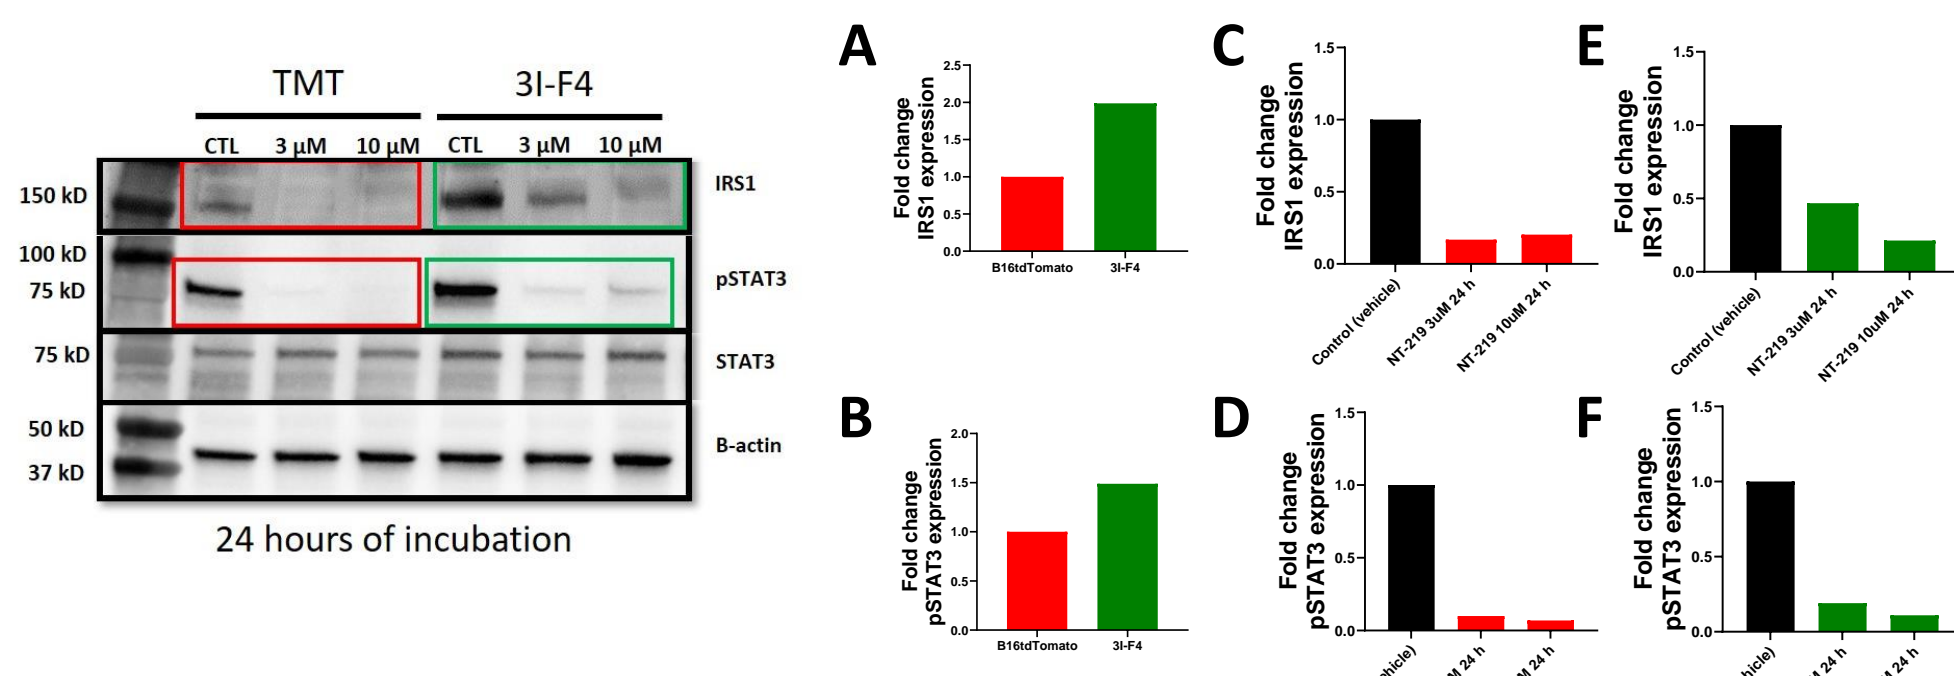 TMT
3I-F4
CTL
3 µM
10 µM
CTL
3 µM
10 µM
150 kD
100 kD
75 kD
75 kD
50 kD
37 kD
IRS1
pSTAT3
STAT3
B-actin
24 hours of incubation
A
Fold change
IRS1 expression
2.5
2.0
1.5
1.0
0.5
0.0
B16tdTomato
3I-F4
B
Fold change
pSTAT3 expression
2.0
1.5
1.0
0.5
0.0
B16tdTomato
3I-F4
C
Fold change
IRS1 expression
1.5
1.0
0.5
0.0
Control (vehicle)
NT-219 3uM 24 h
NT-219 10uM 24 h
D
Fold change
pSTAT3 expression
1.5
1.0
0.5
0.0
ehicle)
M 24 h
M 24 h
E
Fold change
IRS1 expression
1.5
1.0
0.5
0.0
Control (vehicle)
NT-219 3uM 24 h
NT-219 10uM 24 h
F
Fold change
pSTAT3 expression
1.5
1.0
0.5
0.0
hicle)
M 24 h
M 24 h